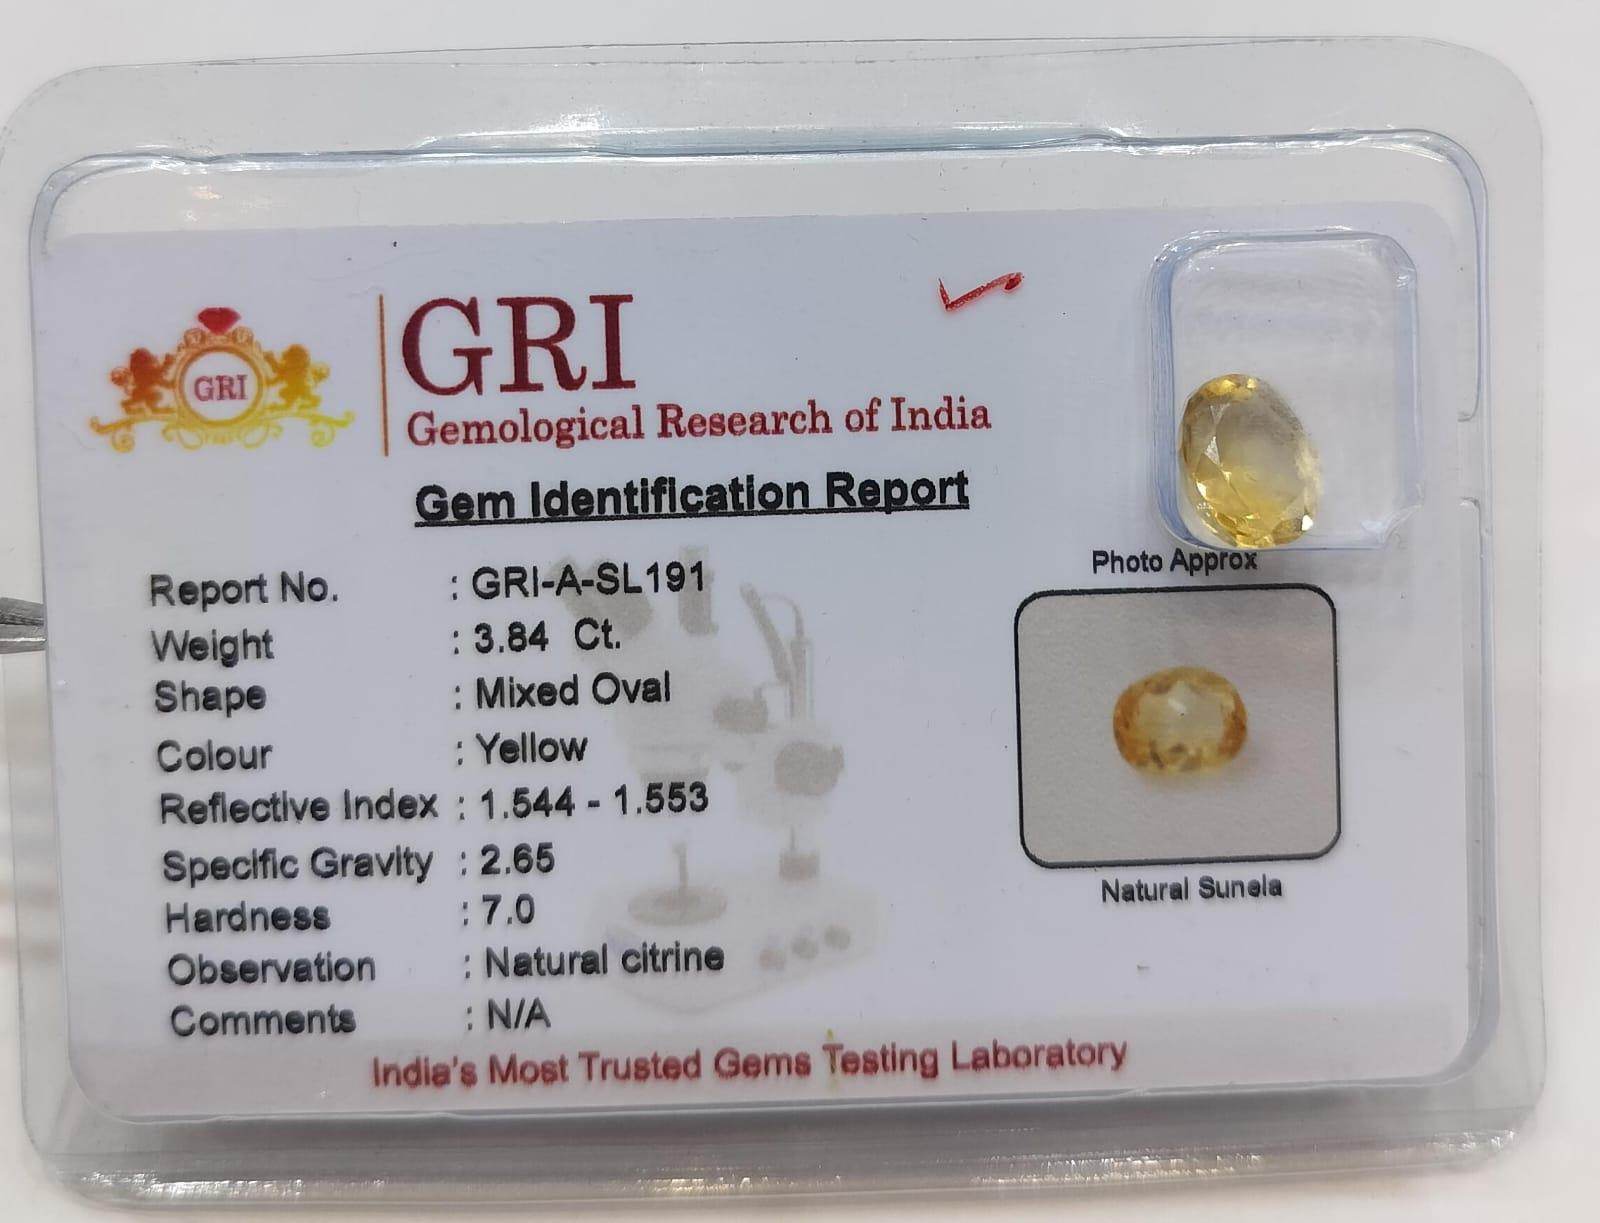 GRI
GRI
Gemological Research of India
Gem Identification Report
Report No. : GRI-A-SL191
Weight : 3.84 Ct.
Shape : Mixed Oval
Colour : Yellow
Reflective Index : 1.544 - 1.553
Specific Gravity : 2.65
Hardness : 7.0
Observation : Natural citrine
Comments : N/A
Photo Approx
Natural Sunela
India's Most Trusted Gems Testing Laboratory